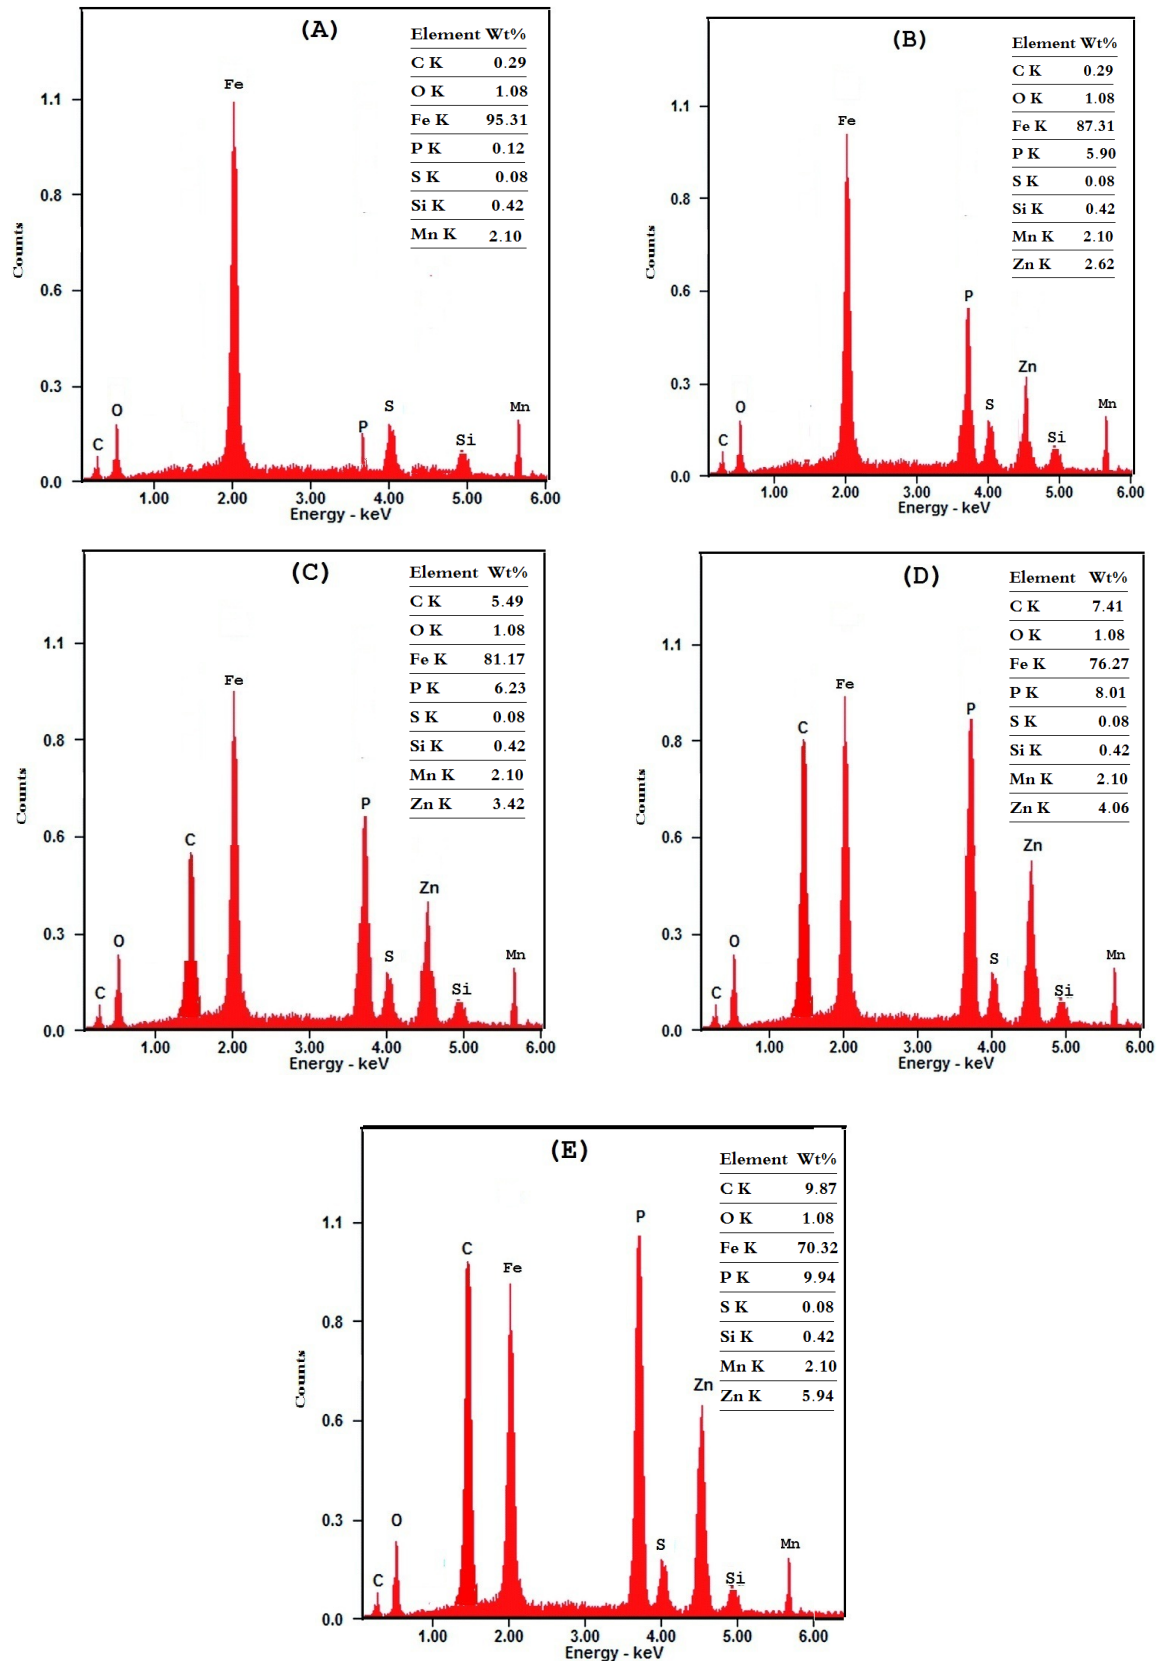 (A)
Element Wt%
C K 0.29
O K 1.08
Fe K 95.31
P K 0.12
S K 0.08
Si K 0.42
Mn K 2.10
Counts
1.1
0.8
0.6
0.3
0.0
C
O
Fe
P
S
Si
Mn
1.00 2.00 3.00 4.00 5.00 6.00
Energy - keV
(B)
Element Wt%
C K 0.29
O K 1.08
Fe K 87.31
P K 5.90
S K 0.08
Si K 0.42
Mn K 2.10
Zn K 2.62
Counts
1.1
0.8
0.6
0.3
0.0
C
O
Fe
P
S
Zn
Si
Mn
1.00 2.00 3.00 4.00 5.00 6.00
Energy - keV
(C)
Element Wt%
C K 5.49
O K 1.08
Fe K 81.17
P K 6.23
S K 0.08
Si K 0.42
Mn K 2.10
Zn K 3.42
Counts
1.1
0.8
0.6
0.3
0.0
C
O
C
Fe
P
S
Zn
Si
Mn
1.00 2.00 3.00 4.00 5.00 6.00
Energy - keV
(D)
Element Wt%
C K 7.41
O K 1.08
Fe K 76.27
P K 8.01
S K 0.08
Si K 0.42
Mn K 2.10
Zn K 4.06
Counts
1.1
0.8
0.6
0.3
0.0
C
O
C
Fe
P
S
Zn
Si
Mn
1.00 2.00 3.00 4.00 5.00 6.00
Energy - keV
(E)
Element Wt%
C K 9.87
O K 1.08
Fe K 70.32
P K 9.94
S K 0.08
Si K 0.42
Mn K 2.10
Zn K 5.94
Counts
1.1
0.8
0.6
0.3
0.0
C
O
C
Fe
P
S
Zn
Si
Mn
1.00 2.00 3.00 4.00 5.00 6.00
Energy - keV